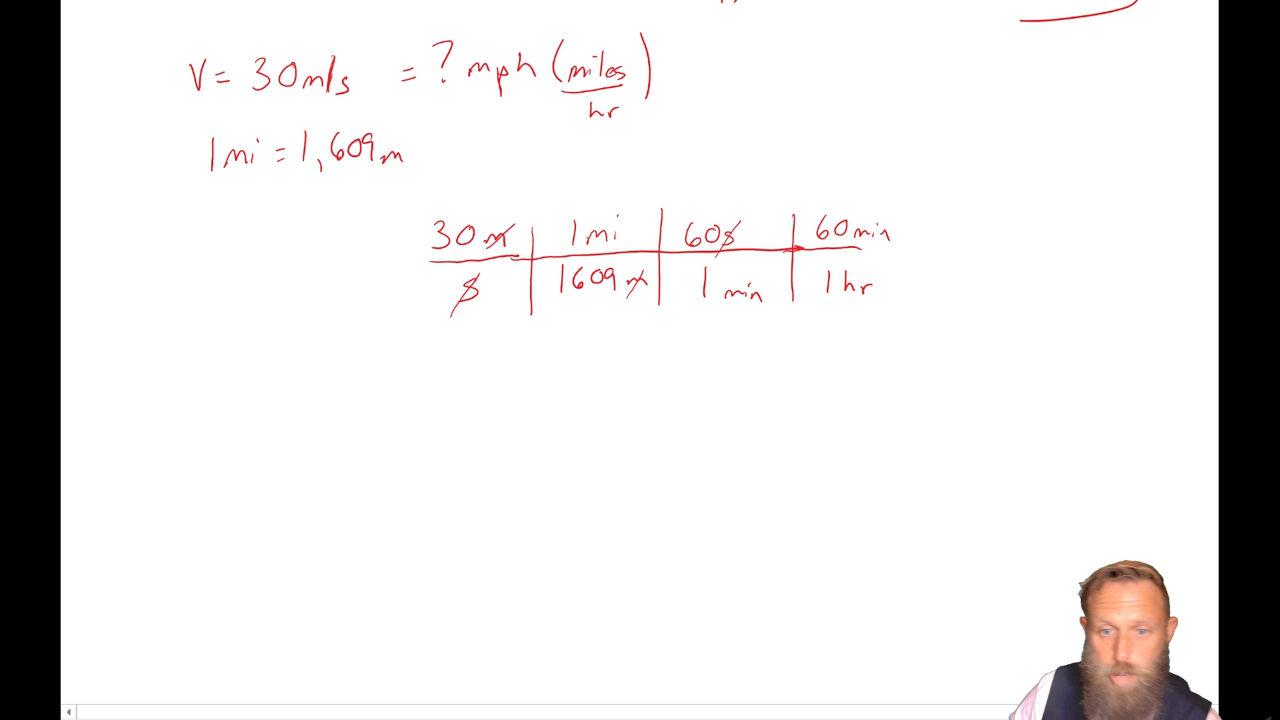 V = 30 m/s = ? mph (miles/hr)
1 mi = 1,609 m
30 m | 1 mi | 60 s | 60 min
s | 1609 m | 1 min | 1 hr